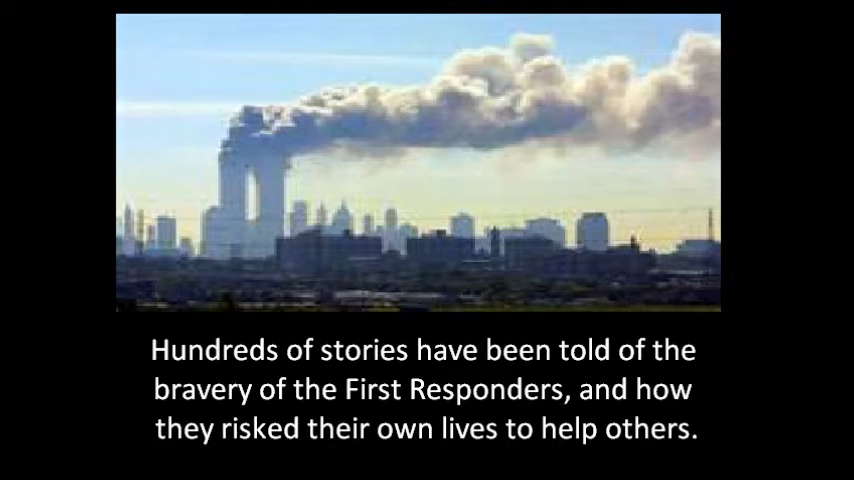 Hundreds of stories have been told of the
bravery of the First Responders, and how
they risked their own lives to help others.